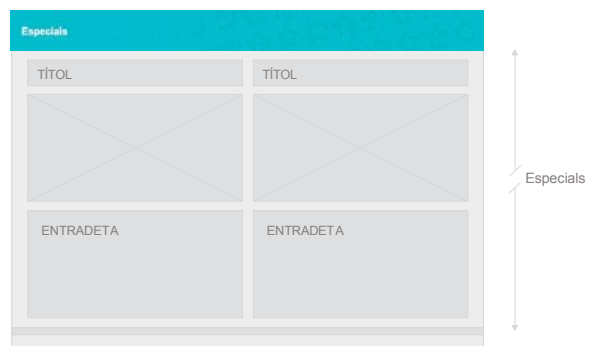 Especials
TÍTOL
TÍTOL
ENTRADETA
ENTRADETA
Especials